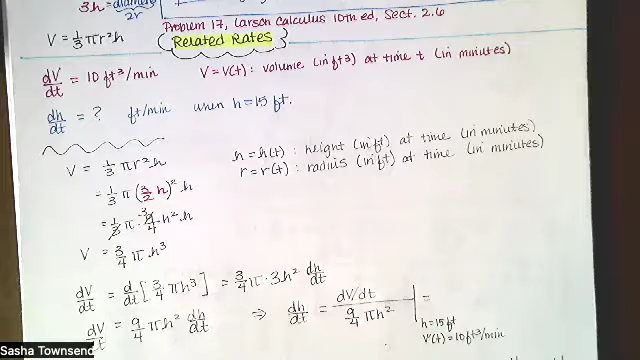 3h = diameter
2r
Problem 17, Larson Calculus 10th ed, Sect. 2.6
V = 1/3 πr²h
Related Rates
dV/dt = 10 ft³/min V = V(t): volume (in ft³) at time t (in minutes)
dh/dt = ? ft/min when h = 15 ft.
V = 1/3 πr²h
h = h(t): height (in ft) at time (in minutes)
r = r(t): radius (in ft) at time (in minutes)
= 1/3 π (3/2 h)² h
= 1/3 π · 9/4 · h² · h
3
V = 3/4 π h³
dV/dt = d/dt [3/4 πh³] = 3/4 π · 3h² dh/dt
dV/dt = 9/4 πh² dh/dt ⇒ dh/dt = dV/dt / 9/4 πh² | =
h = 15 ft
V'(t) = 10 ft³/min
Sasha Townsend